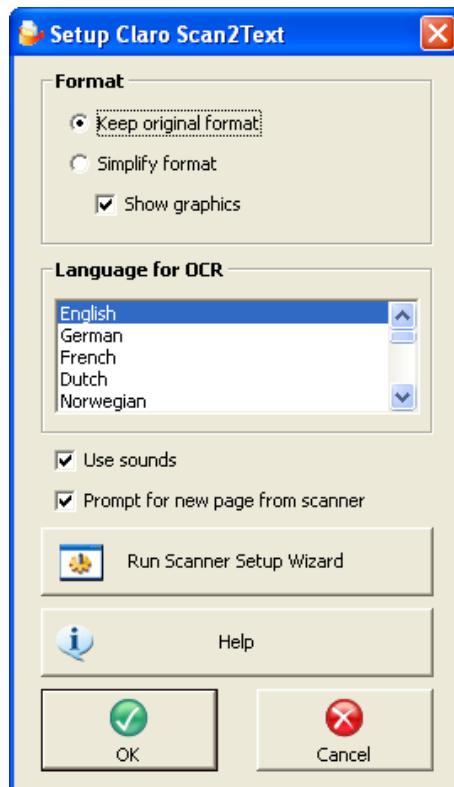 Setup Claro Scan2Text
Format
Keep original format
Simplify format
Show graphics
Language for OCR
English
German
French
Dutch
Norwegian
Use sounds
Prompt for new page from scanner
Run Scanner Setup Wizard
Help
OK
Cancel